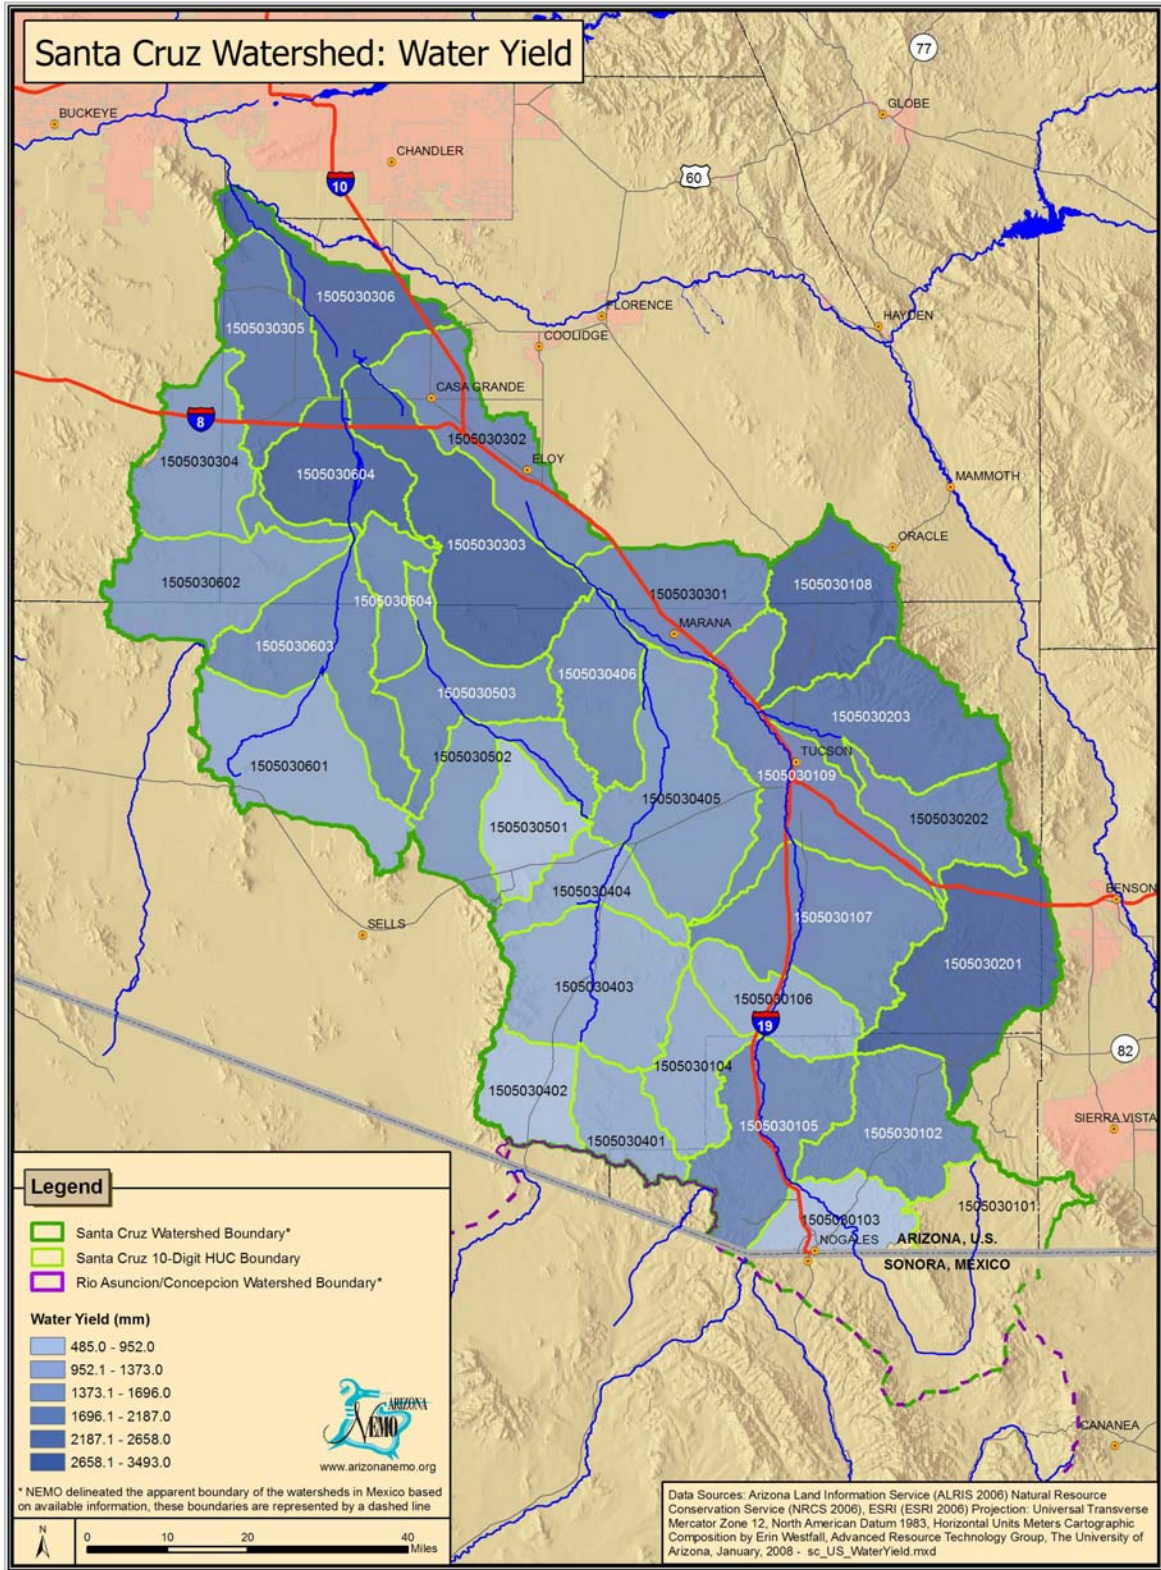 Santa Cruz Watershed: Water Yield
77
BUCKEYE
GLOBE
CHANDLER
10
60
1505030306
FLORENCE
1505030305
HAYDEN
COOLIDGE
CASA GRANDE
8
1505030302
1505030304
ELOY
1505030604
MAMMOTH
ORACLE
1505030303
1505030602
1505030108
1505030301
1505030504
MARANA
1505030603
1505030406
1505030503
1505030203
1505030502
TUCSON
1505030601
1505030109
1505030405
1505030501
1505030202
1505030404
BENSON
1505030107
SELLS
1505030201
1505030403
1505030106
19
82
1505030104
1505030402
SIERRA VISTA
1505030105
1505030401
1505030102
1505030101
1505030103
NOGALES
ARIZONA, U.S.
SONORA, MEXICO
CANANEA
Legend
Santa Cruz Watershed Boundary*
Santa Cruz 10-Digit HUC Boundary
Rio Asuncion/Concepcion Watershed Boundary*
Water Yield (mm)
485.0 - 952.0
952.1 - 1373.0
1373.1 - 1696.0
1696.1 - 2187.0
2187.1 - 2658.0
2658.1 - 3493.0
ARIZONA
NEMO
www.arizonanemo.org
* NEMO delineated the apparent boundary of the watersheds in Mexico based
on available information, these boundaries are represented by a dashed line
N
0 10 20 40
Miles
Data Sources: Arizona Land Information Service (ALRIS 2006) Natural Resource
Conservation Service (NRCS 2006), ESRI (ESRI 2006) Projection: Universal Transverse
Mercator Zone 12, North American Datum 1983, Horizontal Units Meters Cartographic
Composition by Erin Westfall, Advanced Resource Technology Group, The University of
Arizona, January, 2008 - sc_US_WaterYield.mxd